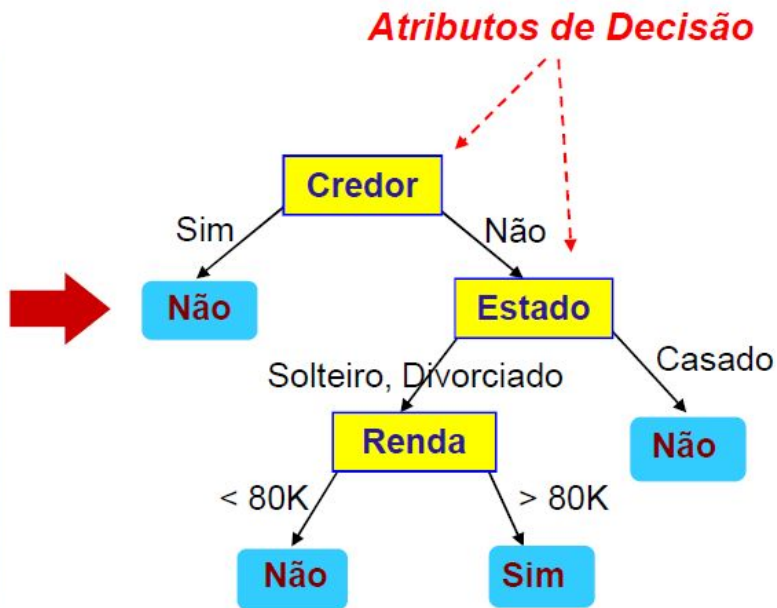 Atributos de Decisão
Credor
Sim
Não
Não
Estado
Solteiro, Divorciado
Casado
Renda
Não
< 80K
> 80K
Não
Sim